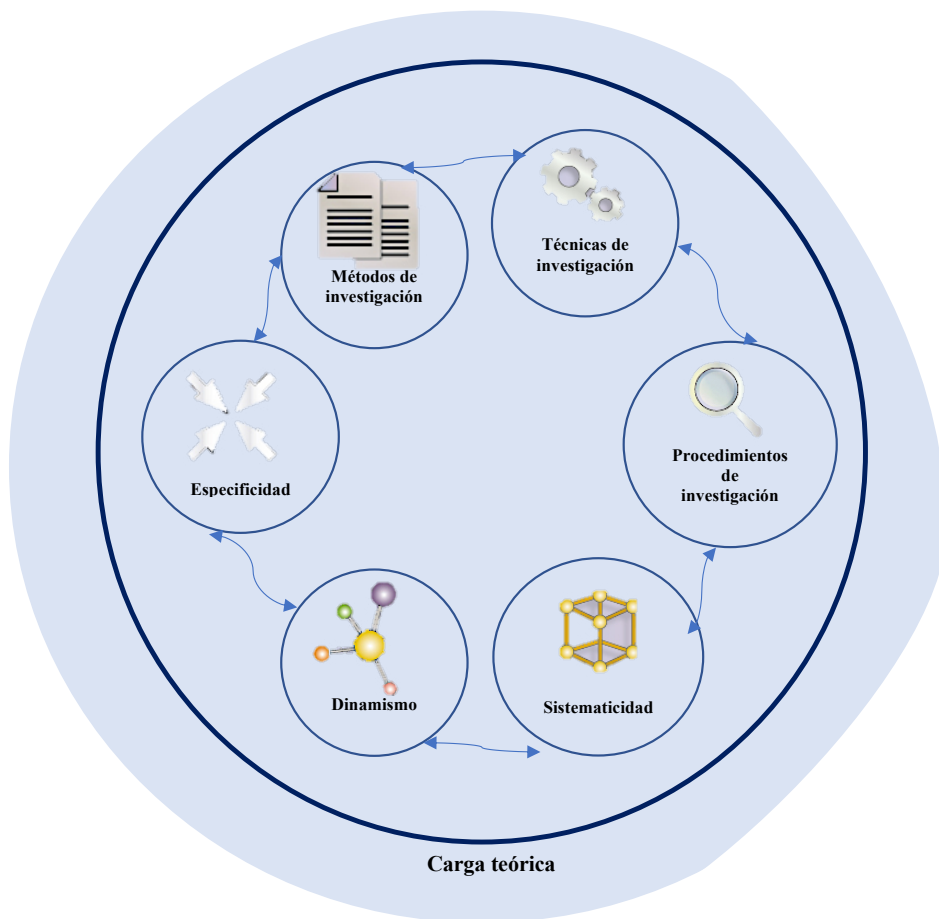 Técnicas de
investigación
Métodos de
investigación
Procedimientos
de
investigación
Especificidad
Dinamismo
Sistematicidad
Carga teórica